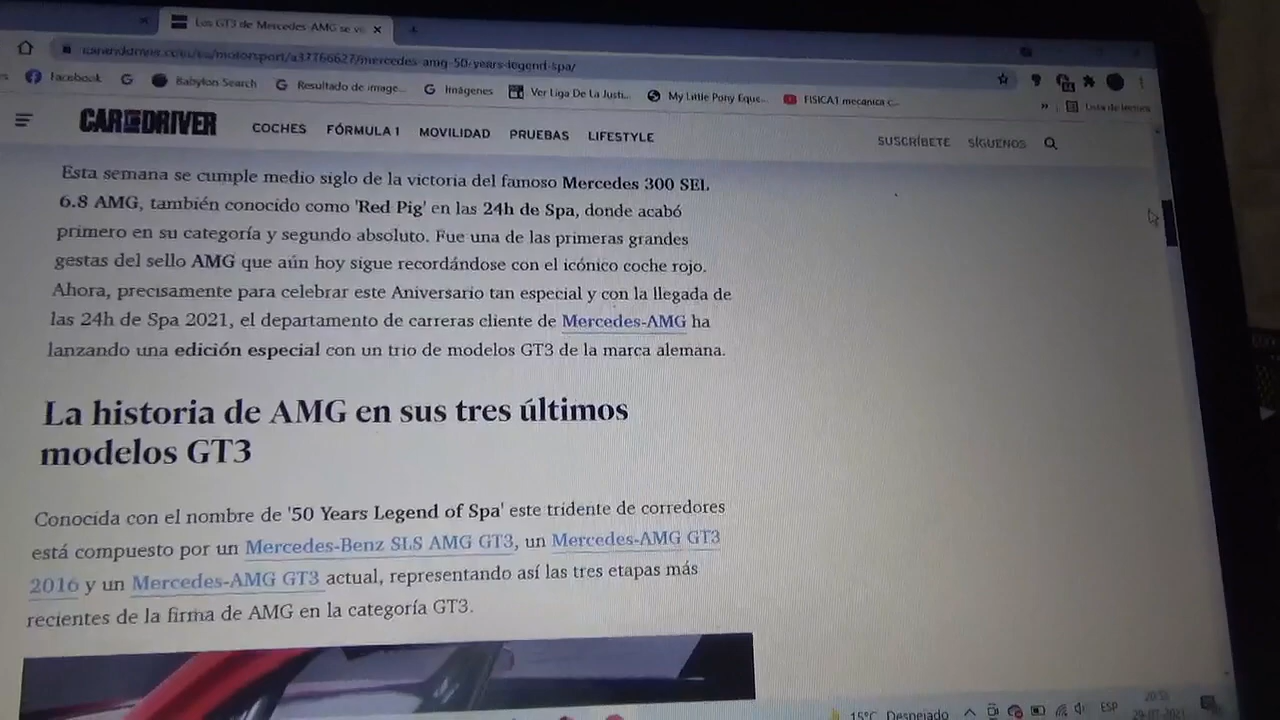 Los GT3 de Mercedes-AMG se v
caranddriver.com/es/motorsport/a37766627/mercedes-amg-50-years-legend-spa/
Facebook Babylon Search Resultado de image... Imágenes Ver Liga De La Justi... My Little Pony Eque... FISICA1 mecánica c...
» Lista de lectura
CAR DRIVER COCHES FÓRMULA 1 MOVILIDAD PRUEBAS LIFESTYLE SUSCRÍBETE SÍGUENOS
Esta semana se cumple medio siglo de la victoria del famoso Mercedes 300 SEL
6.8 AMG, también conocido como 'Red Pig' en las 24h de Spa, donde acabó
primero en su categoría y segundo absoluto. Fue una de las primeras grandes
gestas del sello AMG que aún hoy sigue recordándose con el icónico coche rojo.
Ahora, precisamente para celebrar este Aniversario tan especial y con la llegada de
las 24h de Spa 2021, el departamento de carreras cliente de Mercedes-AMG ha
lanzando una edición especial con un trio de modelos GT3 de la marca alemana.
La historia de AMG en sus tres últimos
modelos GT3
Conocida con el nombre de '50 Years Legend of Spa' este tridente de corredores
está compuesto por un Mercedes-Benz SLS AMG GT3, un Mercedes-AMG GT3
2016 y un Mercedes-AMG GT3 actual, representando así las tres etapas más
recientes de la firma de AMG en la categoría GT3.
15°C Despejado ESP